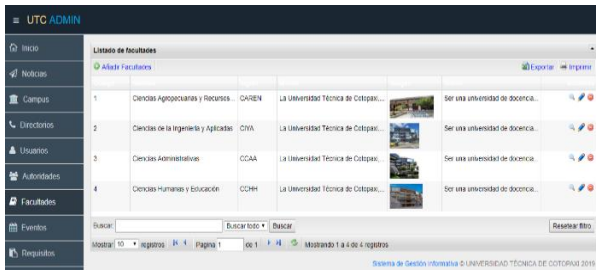 ≡ UTC ADMIN
Inicio
Noticias
Campus
Directorios
Usuarios
Autoridades
Facultades
Eventos
Requisitos
Listado de facultades
Añadir Facultades
Exportar Imprimir
1 Ciencias Agropecuarias y Recursos... CAREN La Universidad Técnica de Cotopaxi,... Ser una universidad de docencia...
2 Ciencias de la Ingeniería y Aplicadas CIYA La Universidad Técnica de Cotopaxi,... Ser una universidad de docencia...
3 Ciencias Administrativas CCAA La Universidad Técnica de Cotopaxi,... Ser una universidad de docencia...
4 Ciencias Humanas y Educación CCHH La Universidad Técnica de Cotopaxi,... Ser una universidad de docencia...
Buscar: Buscar todo Buscar Resetear filtro
Mostrar 10 registros Pagina 1 de 1 Mostrando 1 a 4 de 4 registros
Sistema de Gestión Informativa © UNIVERSIDAD TÉCNICA DE COTOPAXI 2019